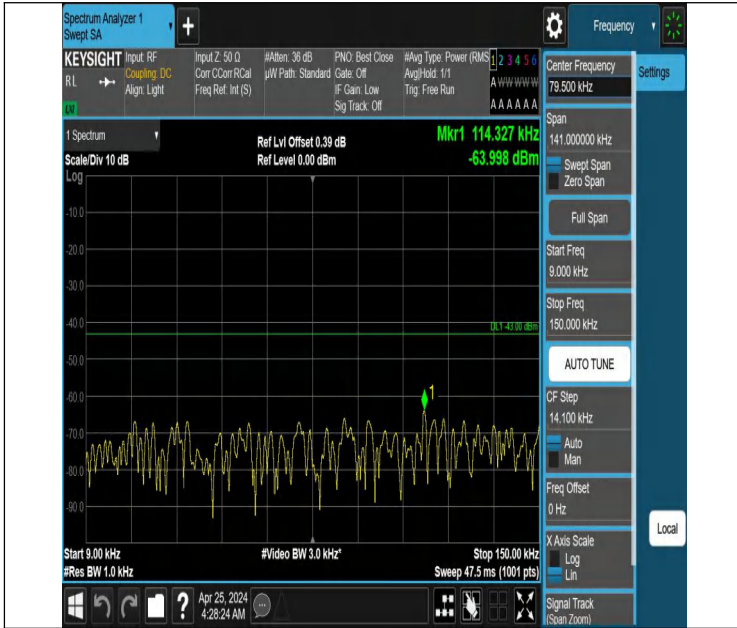 Spectrum Analyzer 1
Swept SA
Frequency
KEYSIGHT
RL
Input: RF
Coupling: DC
Align: Light
Input Z: 50 Ω
Corr CCorr RCal
Freq Ref: Int (S)
#Atten: 36 dB
µW Path: Standard
PNO: Best Close
Gate: Off
IF Gain: Low
Sig Track: Off
#Avg Type: Power (RMS
Avg|Hold: 1/1
Trig: Free Run
1 2 3 4 5 6
A W W W W W
A A A A A A
1 Spectrum
Scale/Div 10 dB
Log
Ref Lvl Offset 0.39 dB
Ref Level 0.00 dBm
Mkr1 114.327 kHz
-63.998 dBm
-10.0
-20.0
-30.0
-40.0
DL1 -43.00 dBm
-50.0
-60.0
1
-70.0
-80.0
-90.0
Start 9.00 kHz
#Video BW 3.0 kHz*
Stop 150.00 kHz
#Res BW 1.0 kHz
Sweep 47.5 ms (1001 pts)
Apr 25, 2024
4:28:24 AM
Center Frequency
79.500 kHz
Settings
Span
141.000000 kHz
Swept Span
Zero Span
Full Span
Start Freq
9.000 kHz
Stop Freq
150.000 kHz
AUTO TUNE
CF Step
14.100 kHz
Auto
Man
Freq Offset
0 Hz
Local
X Axis Scale
Log
Lin
Signal Track
(Span Zoom)